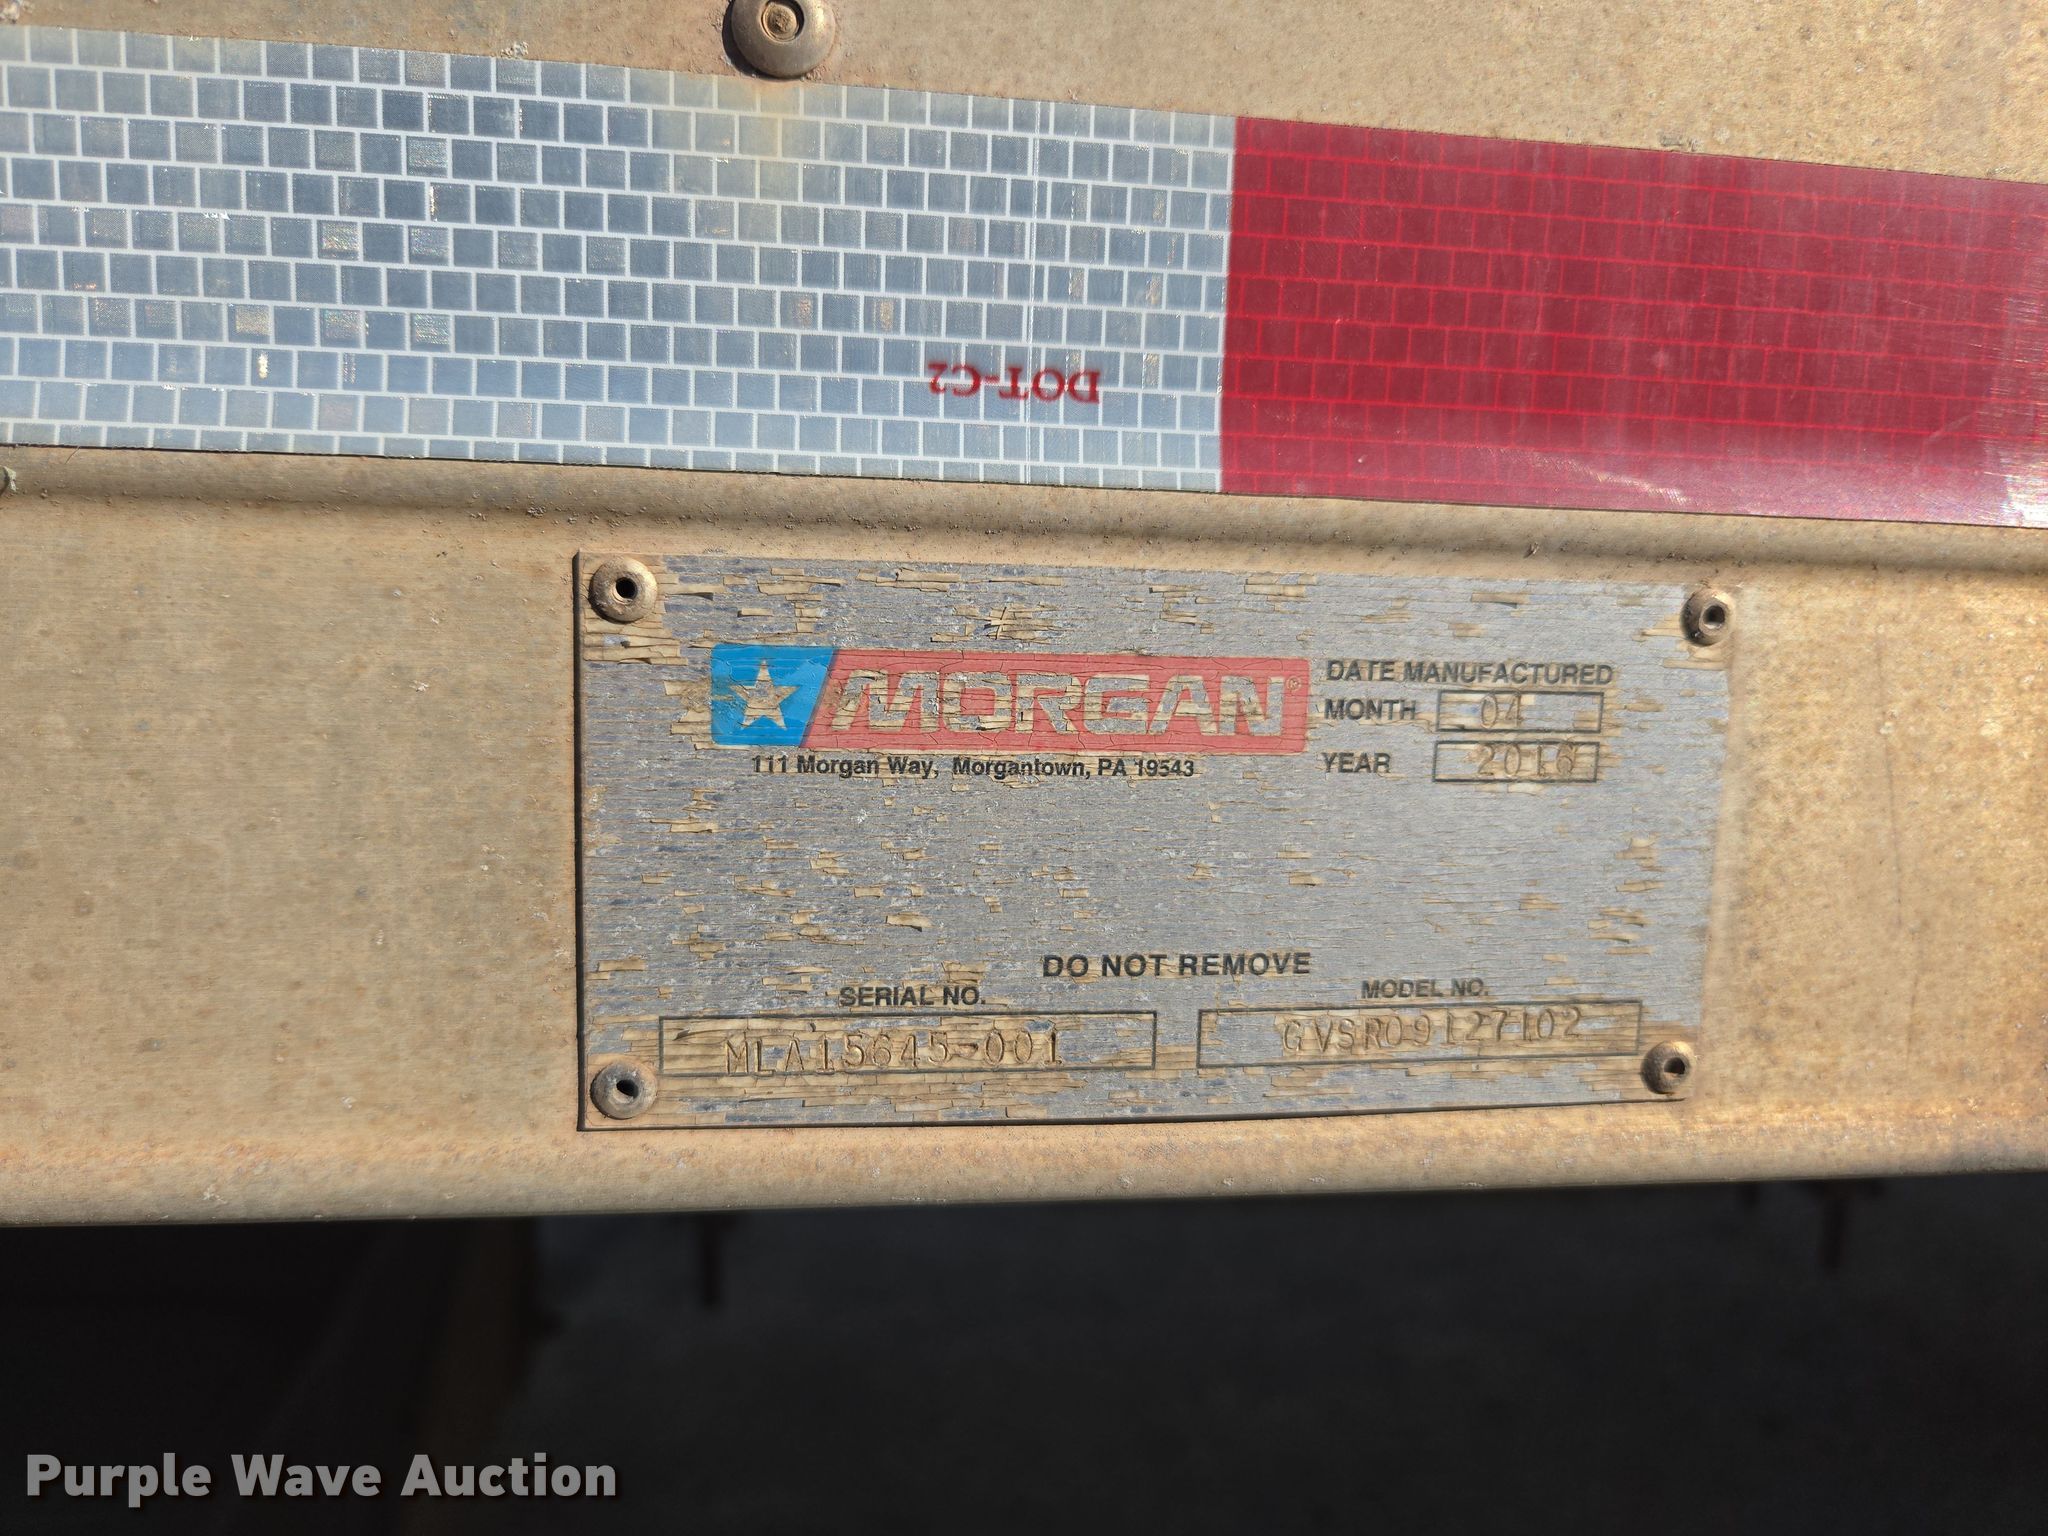 DOT-C2
MORGAN®
111 Morgan Way, Morgantown, PA 19543
DATE MANUFACTURED
MONTH 04
YEAR 2016
DO NOT REMOVE
SERIAL NO.
MLA15645-001
MODEL NO.
GVSR09127102
Purple Wave Auction